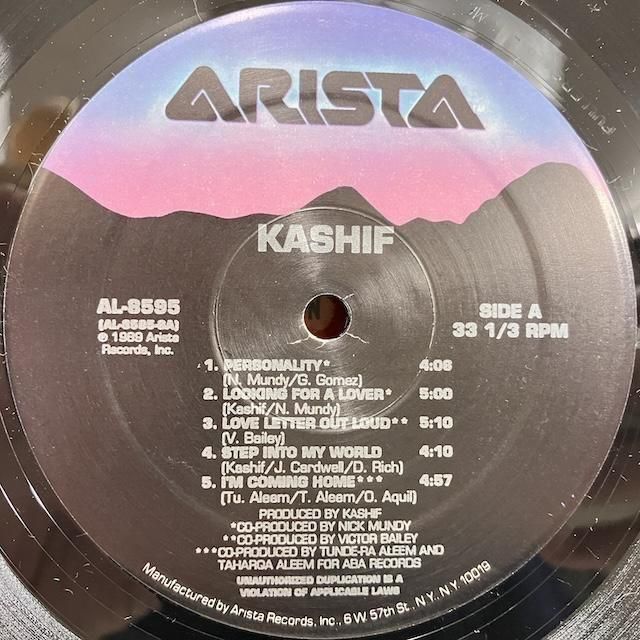 ARISTA
KASHIF
AL-8595
(AL-8595-SA)
© 1989 Arista
Records, Inc.
SIDE A
33 1/3 RPM
1. PERSONALITY* 4:06
(N. Mundy/G. Gomez)
2. LOOKING FOR A LOVER* 5:00
(Kashif/N. Mundy)
3. LOVE LETTER OUT LOUD** 5:10
(V. Bailey)
4. STEP INTO MY WORLD 4:10
(Kashif/J. Cardwell/D. Rich)
5. I'M COMING HOME*** 4:57
(Tu. Aleem/T. Aleem/O. Aquil)
PRODUCED BY KASHIF
*CO-PRODUCED BY NICK MUNDY
**CO-PRODUCED BY VICTOR BAILEY
***CO-PRODUCED BY TUNDE-RA ALEEM AND
TAHARQA ALEEM FOR ABA RECORDS
UNAUTHORIZED DUPLICATION IS A
VIOLATION OF APPLICABLE LAWS
Manufactured by Arista Records, Inc., 6 W. 57th St., N.Y., N.Y. 10019